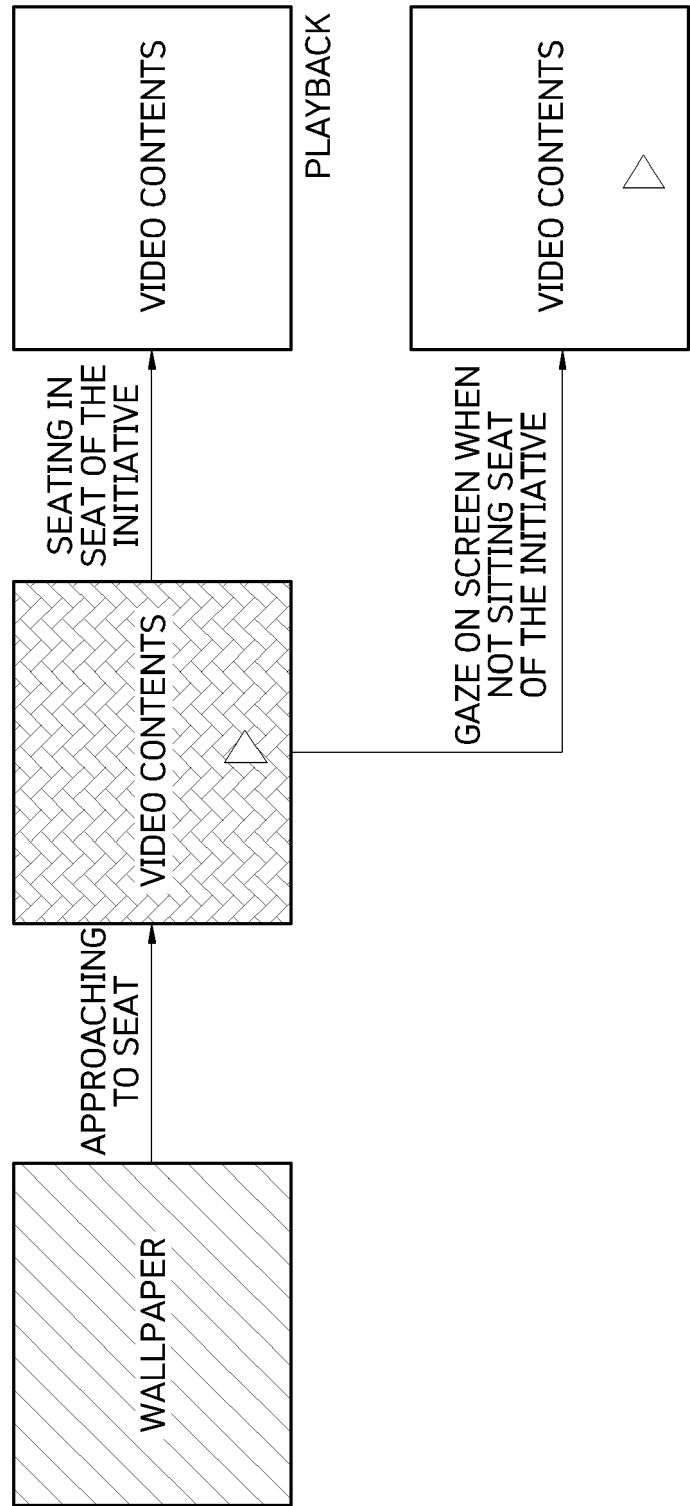 WALLPAPER
APPROACHING
TO SEAT
VIDEO CONTENTS
SEATING IN
SEAT OF THE
INITIATIVE
VIDEO CONTENTS
PLAYBACK
GAZE ON SCREEN WHEN
NOT SITTING SEAT
OF THE INITIATIVE
VIDEO CONTENTS